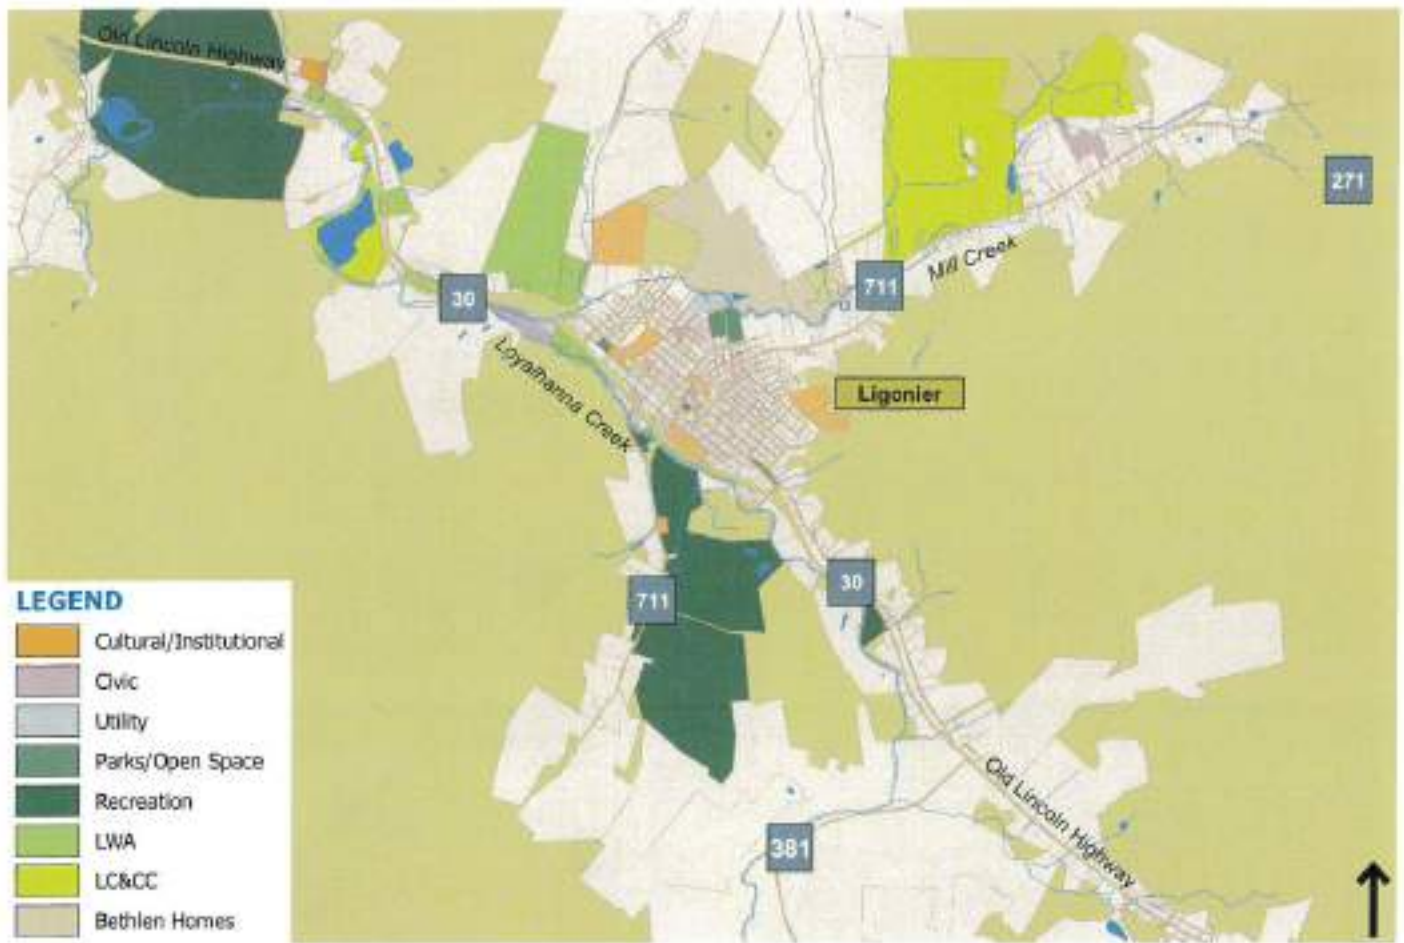 Old Lincoln Highway
271
Mill Creek
711
30
Loyalhanna Creek
Ligonier
30
711
LEGEND
Cultural/Institutional
Civic
Utility
Parks/Open Space
Recreation
LWA
LC&CC
Bethlen Homes
Old Lincoln Highway
381